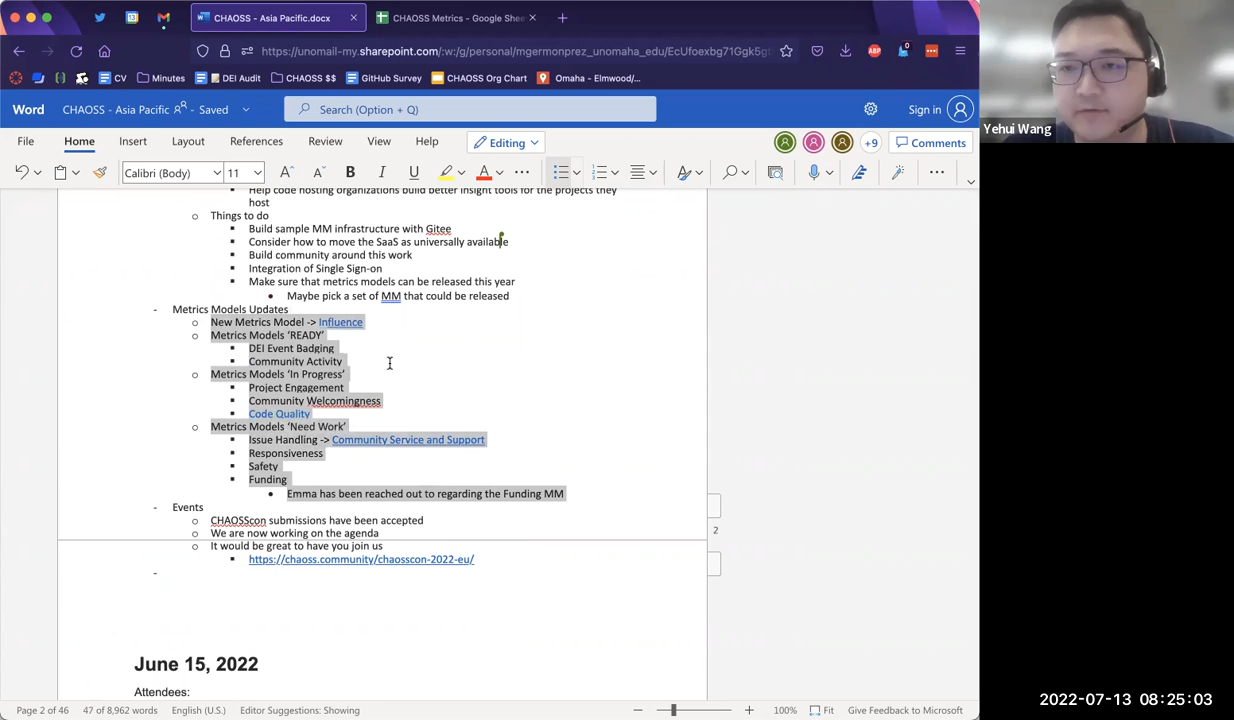 CHAOSS - Asia Pacific.docx
CHAOSS Metrics - Google Shee
https://unomail-my.sharepoint.com/:w:/g/personal/mgermonprez_unomaha_edu/EcUfoexbg71Ggk5g
CV
Minutes
DEI Audit
CHAOSS $$
GitHub Survey
CHAOSS Org Chart
Omaha - Elmwood/...
Word
CHAOSS - Asia Pacific
- Saved
Search (Option + Q)
Sign in
File
Home
Insert
Layout
References
Review
View
Help
Editing
+9
Comments
Calibri (Body)
11
Help code hosting organizations build better insight tools for the projects they
host
Things to do
Build sample MM infrastructure with Gitee
Consider how to move the SaaS as universally available
Build community around this work
Integration of Single Sign-on
Make sure that metrics models can be released this year
Maybe pick a set of MM that could be released
- Metrics Models Updates
New Metrics Model -> Influence
Metrics Models ‘READY’
DEI Event Badging
Community Activity
Metrics Models ‘In Progress’
Project Engagement
Community Welcomingness
Code Quality
Metrics Models ‘Need Work’
Issue Handling -> Community Service and Support
Responsiveness
Safety
Funding
Emma has been reached out to regarding the Funding MM
- Events
CHAOSScon submissions have been accepted
We are now working on the agenda
It would be great to have you join us
https://chaoss.community/chaosscon-2022-eu/
-
2
June 15, 2022
Attendees:
Page 2 of 46
47 of 8,962 words
English (U.S.)
Editor Suggestions: Showing
100%
Fit
Give Feedback to Microsoft
Yehui Wang
2022-07-13 08:25:03